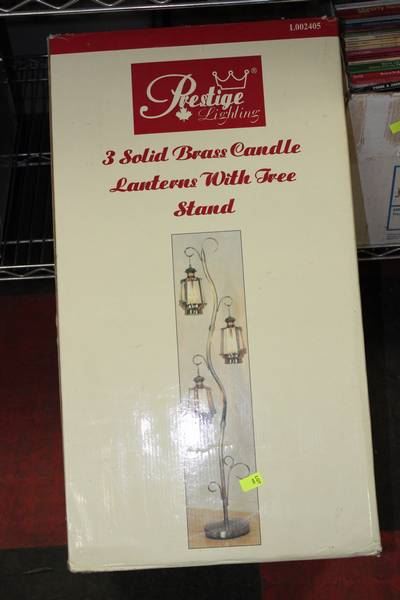 L002405
Prestige®
Lighting
3 Solid Brass Candle
Lanterns With Tree
Stand